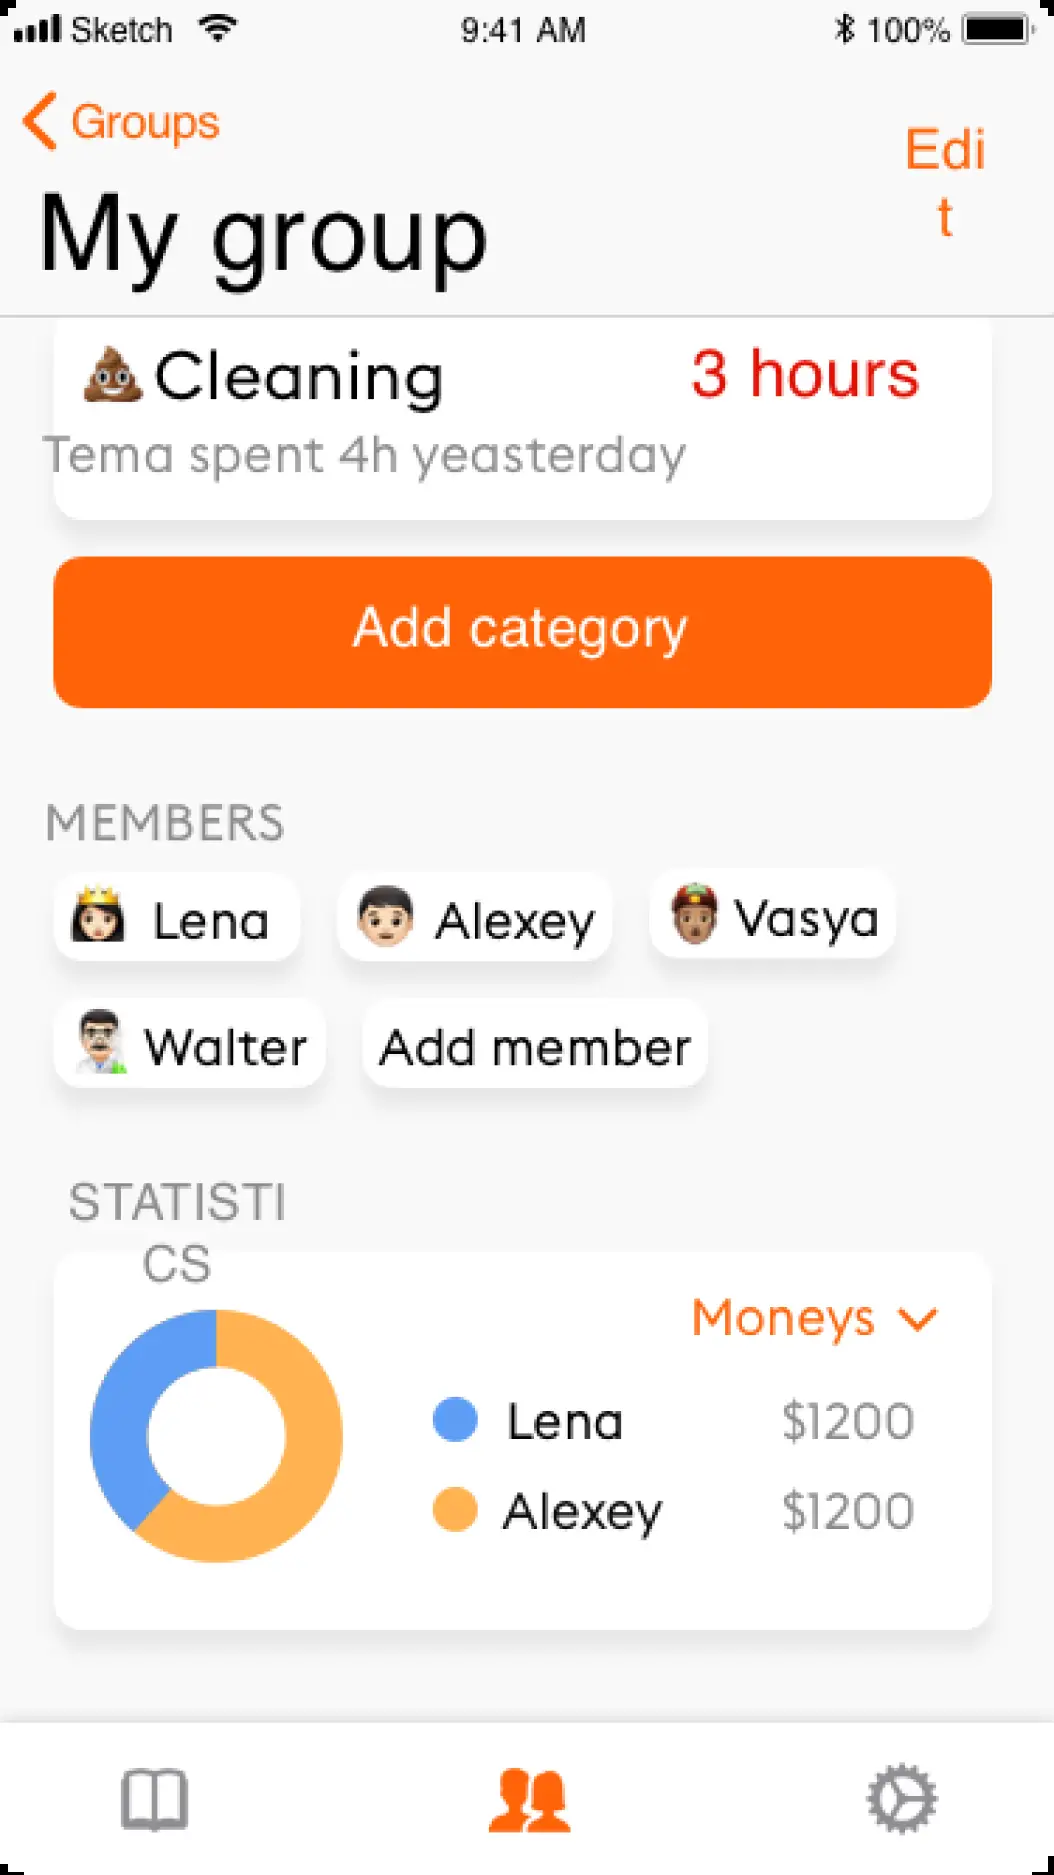 Sketch 9:41 AM 100%
Groups
Edi
t
My group
Cleaning 3 hours
Tema spent 4h yeasterday
Add category
MEMBERS
Lena Alexey Vasya
Walter Add member
STATISTI
CS
Moneys
Lena $1200
Alexey $1200